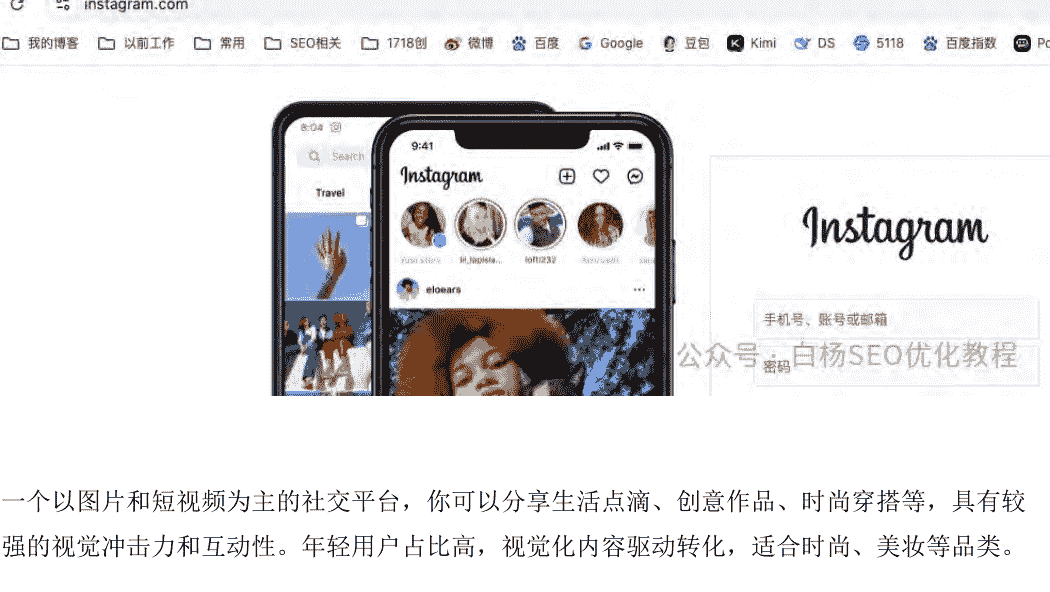 instagram.com
我的博客 以前工作 常用 SEO相关 1718创 微博 百度 Google 豆包 Kimi DS 5118 百度指数
8:04
9:41
Search
Instagram
Travel
Instagram
loft232
eloears
手机号、账号或邮箱
公众号·白杨SEO优化教程
密码
一个以图片和短视频为主的社交平台，你可以分享生活点滴、创意作品、时尚穿搭等，具有较
强的视觉冲击力和互动性。年轻用户占比高，视觉化内容驱动转化，适合时尚、美妆等品类。